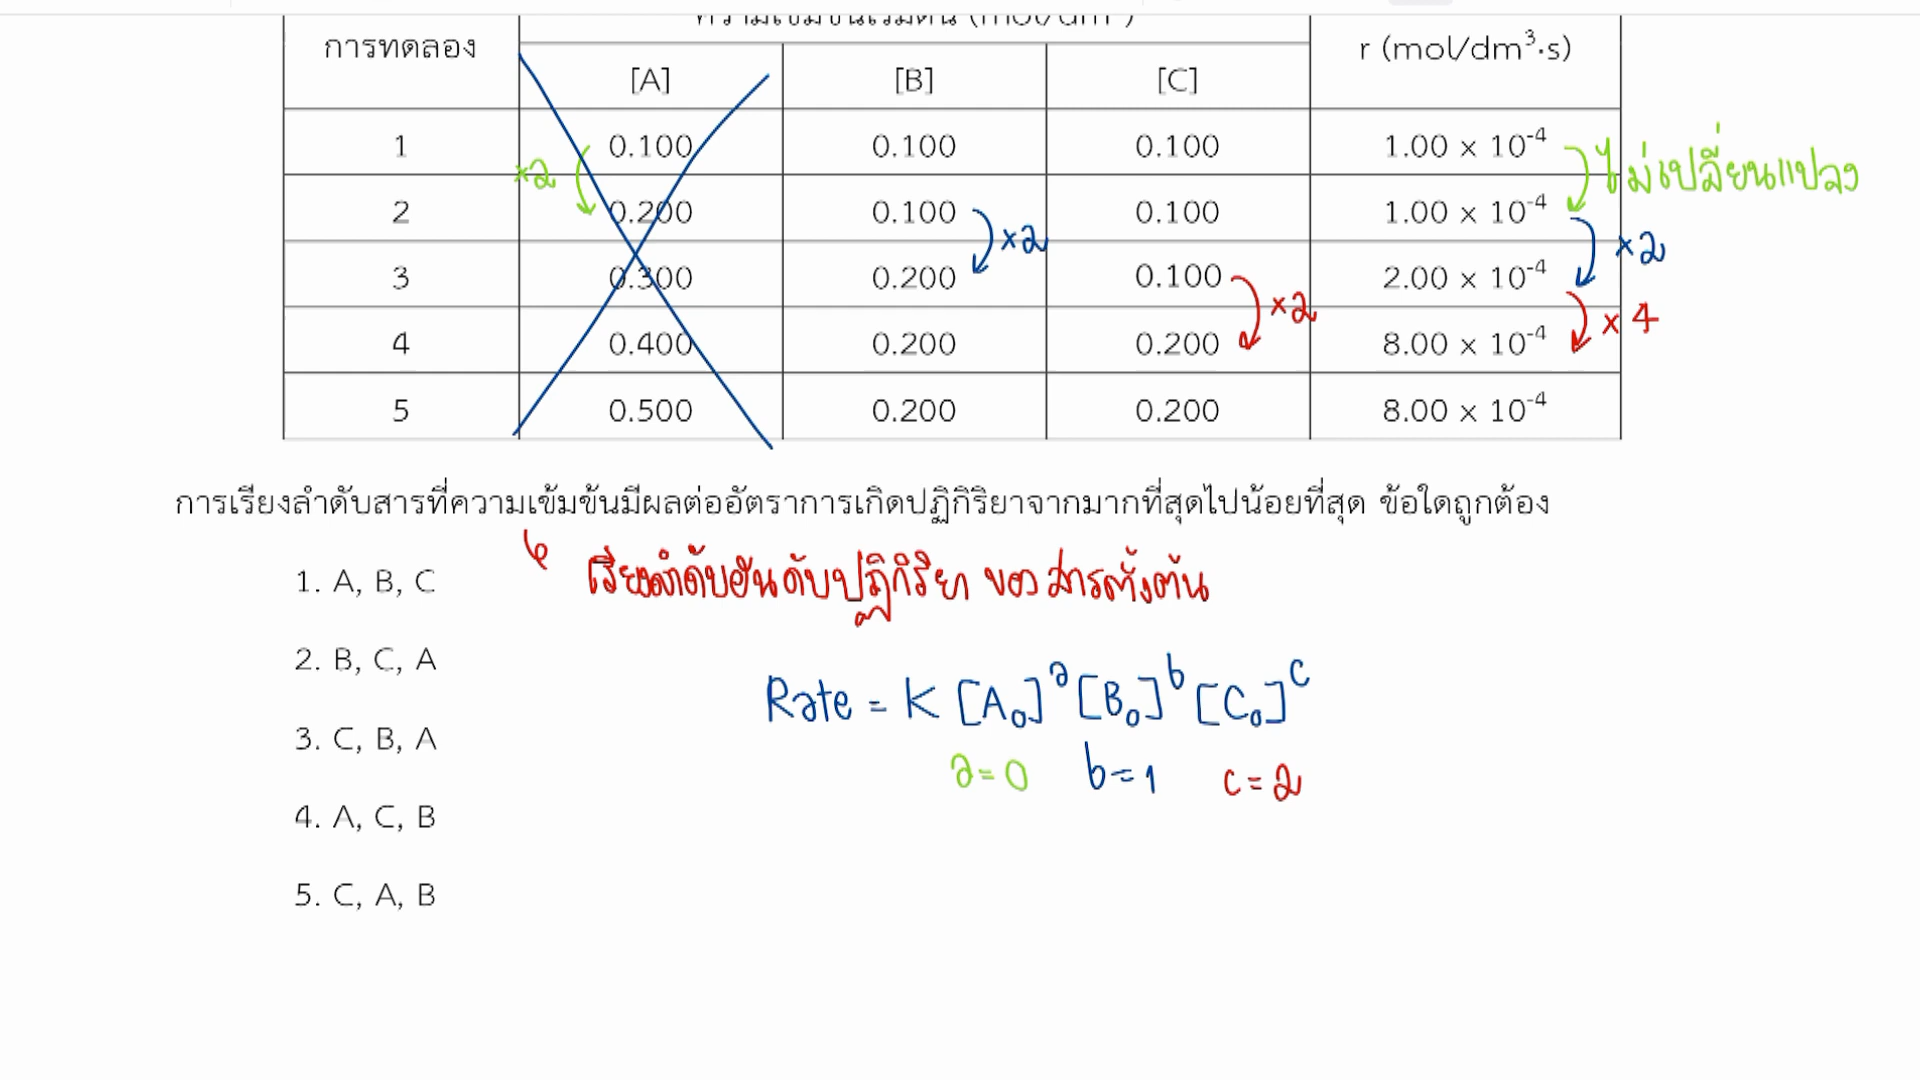 การทดลอง r (mol/dm³·s)
[A] [B] [C]
1 0.100 0.100 0.100 1.00 × 10⁻⁴ ไม่เปลี่ยนแปลง
×2
2 0.200 0.100 0.100 1.00 × 10⁻⁴
×2 ×2
3 0.300 0.200 0.100 2.00 × 10⁻⁴
×2 ×4
4 0.400 0.200 0.200 8.00 × 10⁻⁴
5 0.500 0.200 0.200 8.00 × 10⁻⁴
การเรียงลำดับสารที่ความเข้มข้นมีผลต่ออัตราการเกิดปฏิกิริยาจากมากที่สุดไปน้อยที่สุด ข้อใดถูกต้อง
เรียงลำดับอันดับปฏิกิริยา ของ สารตั้งต้น
1. A, B, C
2. B, C, A
Rate = K [A₀]ᵃ [B₀]ᵇ [C₀]ᶜ
3. C, B, A
a=0 b=1 c=2
4. A, C, B
5. C, A, B